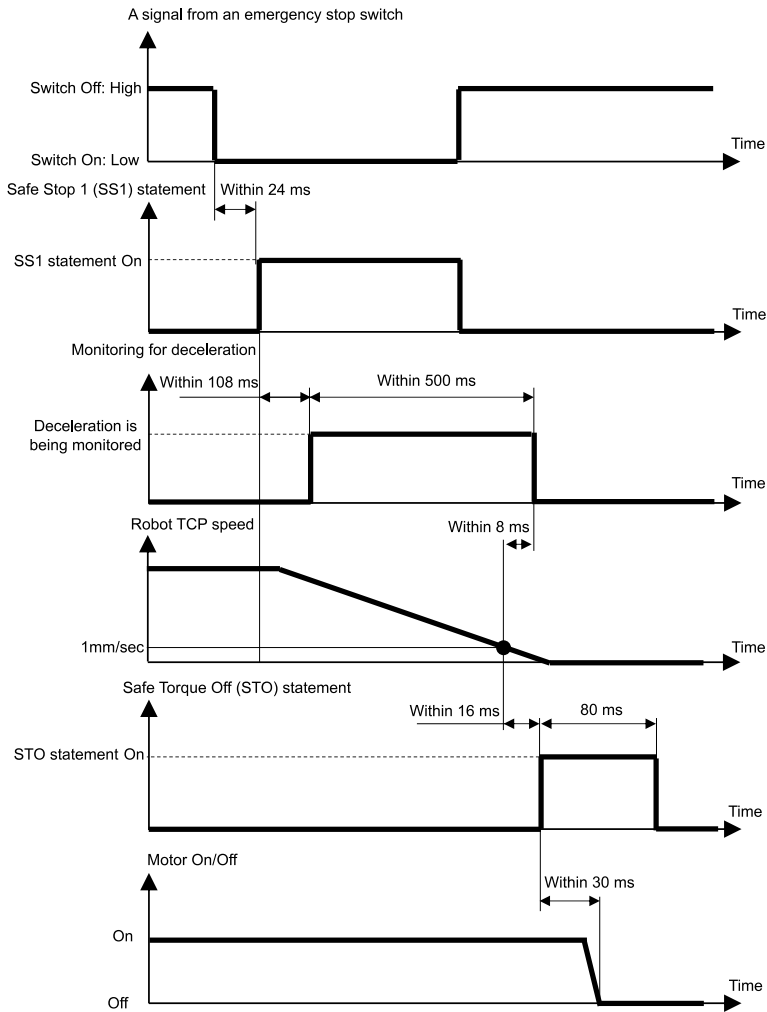 A signal from an emergency stop switch
Switch Off: High
Time
Switch On: Low
Safe Stop 1 (SS1) statement
Within 24 ms
SS1 statement On
Time
Monitoring for deceleration
Within 108 ms
Within 500 ms
Deceleration is
being monitored
Time
Robot TCP speed
Within 8 ms
1mm/sec
Time
Safe Torque Off (STO) statement
Within 16 ms
80 ms
STO statement On
Time
Motor On/Off
Within 30 ms
On
Time
Off